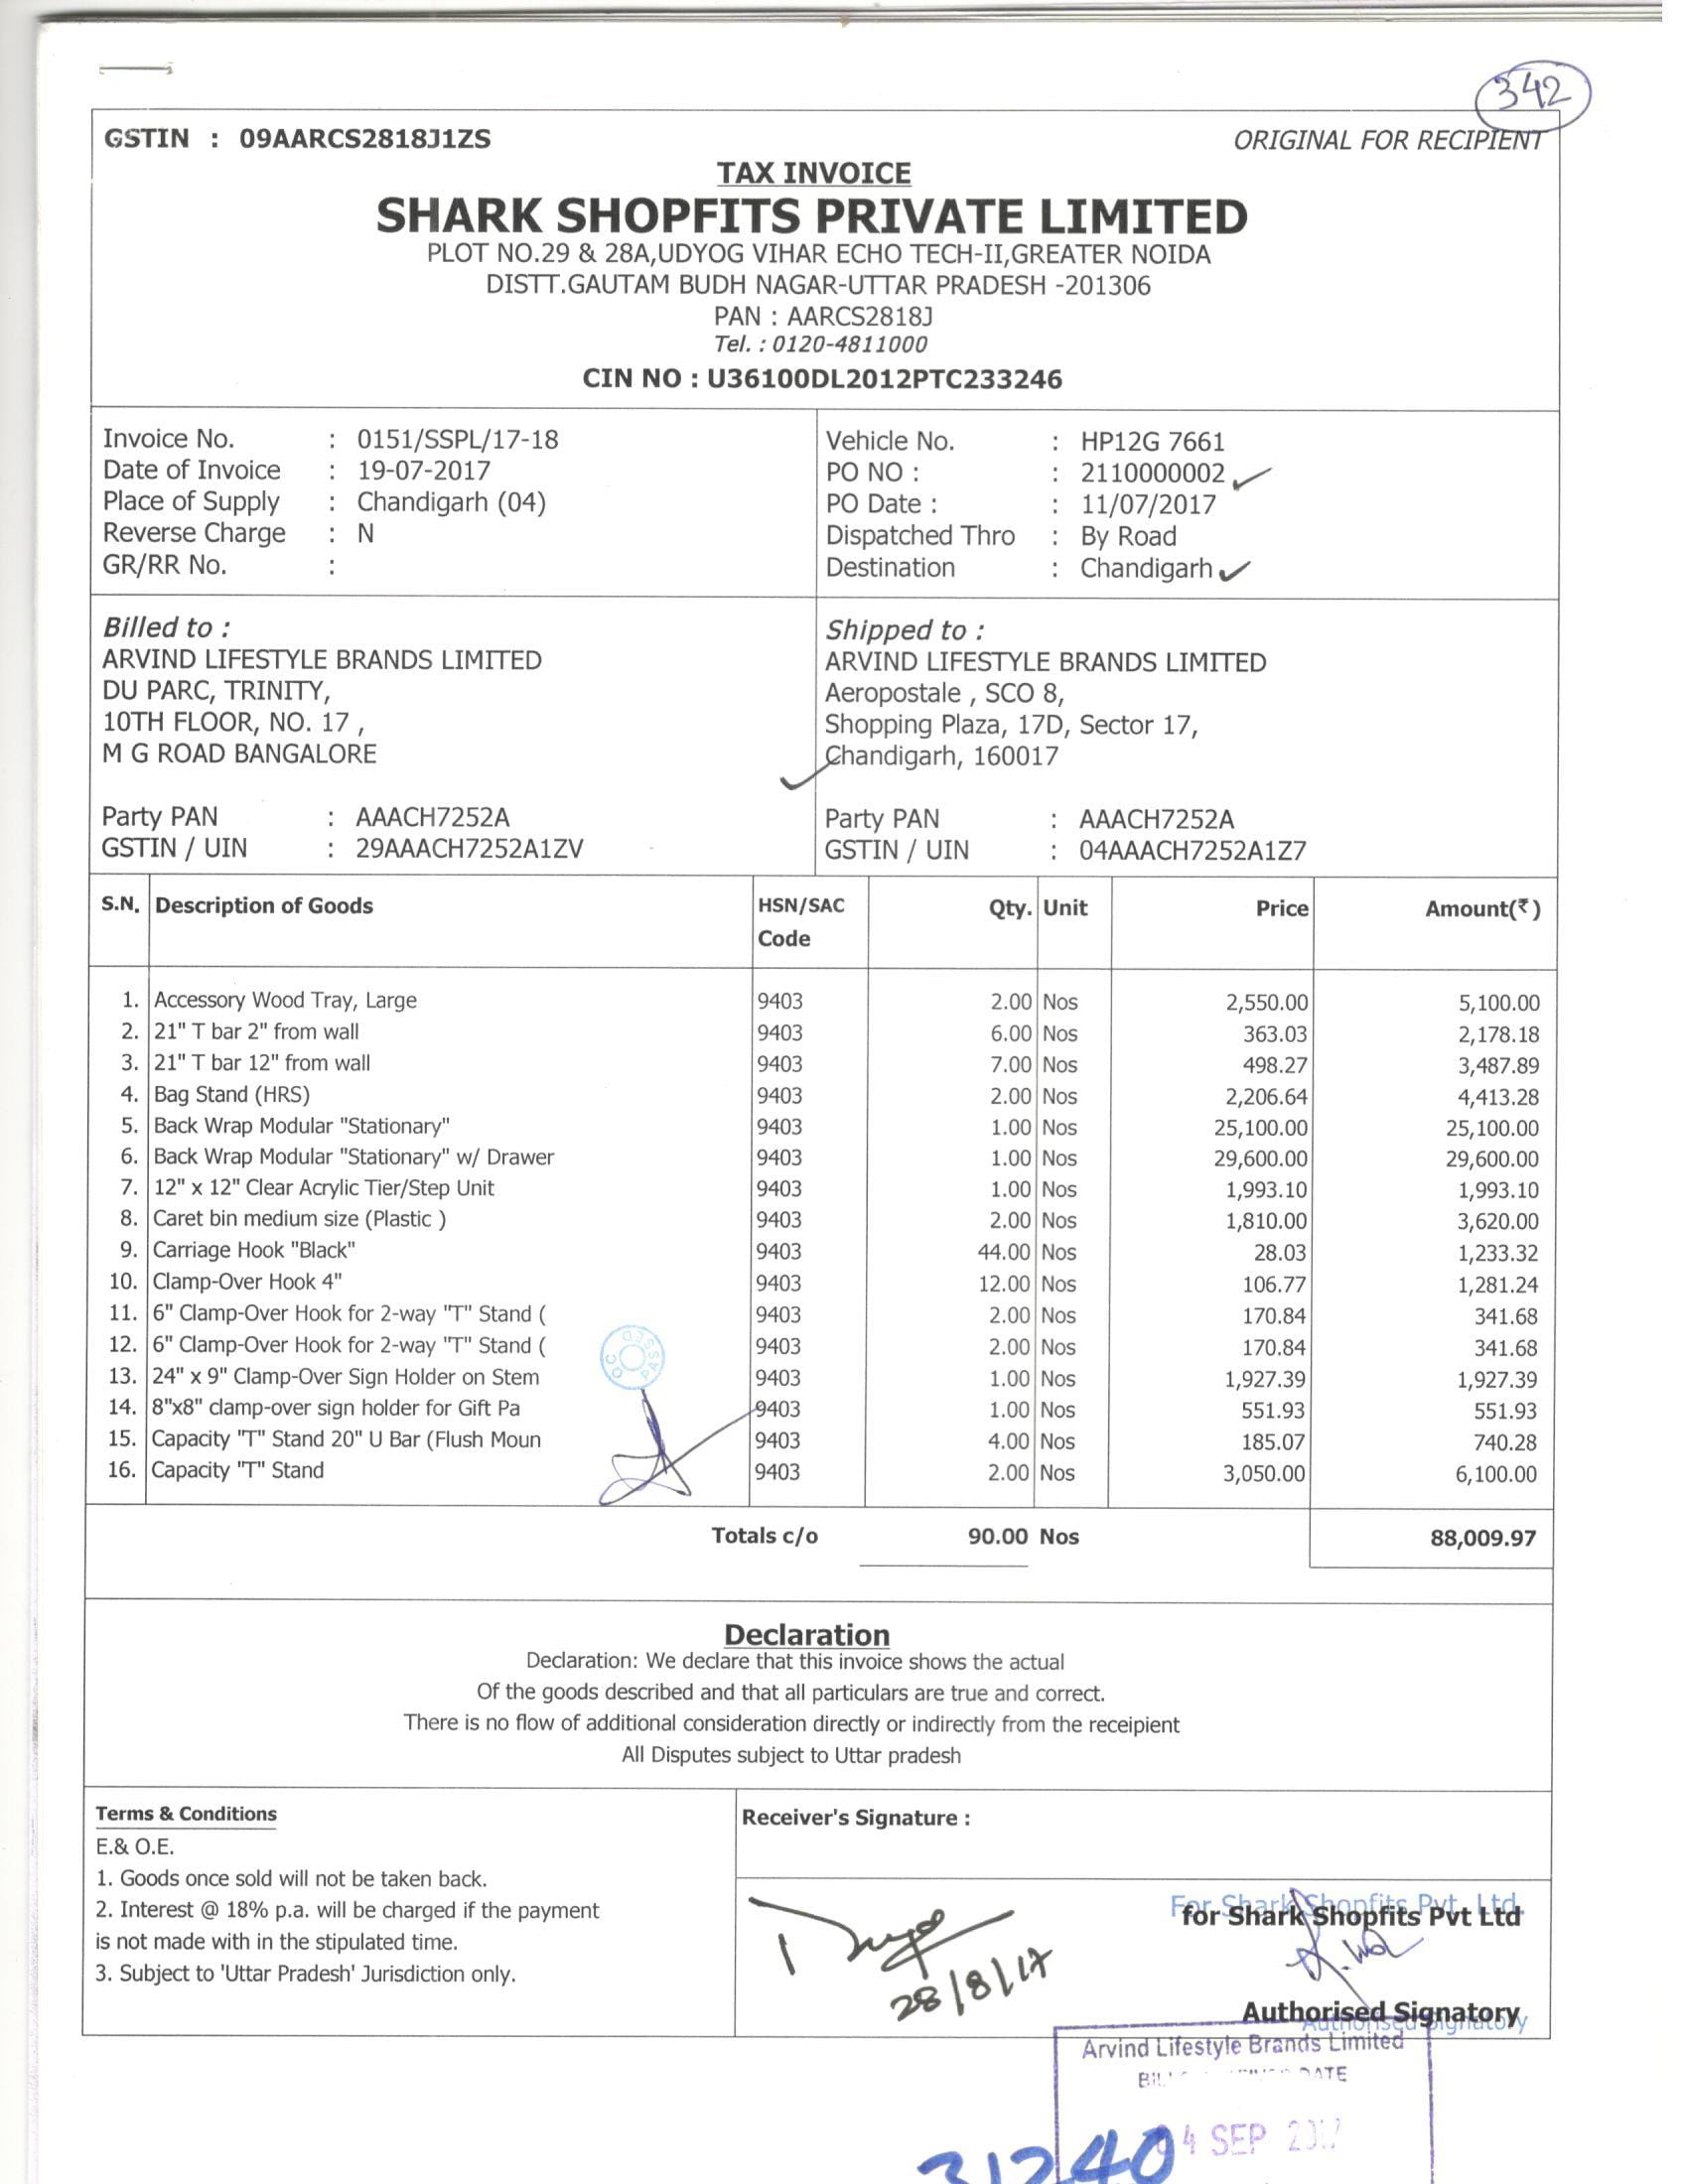 342
GSTIN : 09AARCS2818J1ZS
ORIGINAL FOR RECIPIENT
TAX INVOICE
SHARK SHOPFITS PRIVATE LIMITED
PLOT NO.29 & 28A,UDYOG VIHAR ECHO TECH-II,GREATER NOIDA
DISTT.GAUTAM BUDH NAGAR-UTTAR PRADESH -201306
PAN : AARCS2818J
Tel. : 0120-4811000
CIN NO : U36100DL2012PTC233246
Invoice No. : 0151/SSPL/17-18
Date of Invoice : 19-07-2017
Place of Supply : Chandigarh (04)
Reverse Charge : N
GR/RR No. :
Vehicle No. : HP12G 7661
PO NO : : 2110000002
PO Date : : 11/07/2017
Dispatched Thro : By Road
Destination : Chandigarh
Billed to :
ARVIND LIFESTYLE BRANDS LIMITED
DU PARC, TRINITY,
10TH FLOOR, NO. 17 ,
M G ROAD BANGALORE
Party PAN : AAACH7252A
GSTIN / UIN : 29AAACH7252A1ZV
Shipped to :
ARVIND LIFESTYLE BRANDS LIMITED
Aeropostale , SCO 8,
Shopping Plaza, 17D, Sector 17,
Chandigarh, 160017
Party PAN : AAACH7252A
GSTIN / UIN : 04AAACH7252A1Z7
S.N. Description of Goods HSN/SAC Code Qty. Unit Price Amount(₹)
1. Accessory Wood Tray, Large 9403 2.00 Nos 2,550.00 5,100.00
2. 21" T bar 2" from wall 9403 6.00 Nos 363.03 2,178.18
3. 21" T bar 12" from wall 9403 7.00 Nos 498.27 3,487.89
4. Bag Stand (HRS) 9403 2.00 Nos 2,206.64 4,413.28
5. Back Wrap Modular "Stationary" 9403 1.00 Nos 25,100.00 25,100.00
6. Back Wrap Modular "Stationary" w/ Drawer 9403 1.00 Nos 29,600.00 29,600.00
7. 12" x 12" Clear Acrylic Tier/Step Unit 9403 1.00 Nos 1,993.10 1,993.10
8. Caret bin medium size (Plastic ) 9403 2.00 Nos 1,810.00 3,620.00
9. Carriage Hook "Black" 9403 44.00 Nos 28.03 1,233.32
10. Clamp-Over Hook 4" 9403 12.00 Nos 106.77 1,281.24
11. 6" Clamp-Over Hook for 2-way "T" Stand ( 9403 2.00 Nos 170.84 341.68
12. 6" Clamp-Over Hook for 2-way "T" Stand ( 9403 2.00 Nos 170.84 341.68
13. 24" x 9" Clamp-Over Sign Holder on Stem 9403 1.00 Nos 1,927.39 1,927.39
14. 8"x8" clamp-over sign holder for Gift Pa 9403 1.00 Nos 551.93 551.93
15. Capacity "T" Stand 20" U Bar (Flush Moun 9403 4.00 Nos 185.07 740.28
16. Capacity "T" Stand 9403 2.00 Nos 3,050.00 6,100.00
QC PASSED
Totals c/o 90.00 Nos 88,009.97
Declaration
Declaration: We declare that this invoice shows the actual
Of the goods described and that all particulars are true and correct.
There is no flow of additional consideration directly or indirectly from the receipient
All Disputes subject to Uttar pradesh
Terms & Conditions
E.& O.E.
1. Goods once sold will not be taken back.
2. Interest @ 18% p.a. will be charged if the payment
is not made with in the stipulated time.
3. Subject to 'Uttar Pradesh' Jurisdiction only.
Receiver's Signature :
28/8/17
For Shark Shopfits Pvt. Ltd.
for Shark Shopfits Pvt Ltd
Authorised Signatory
Authorised Signatory
Arvind Lifestyle Brands Limited
DATE
4 SEP
31240